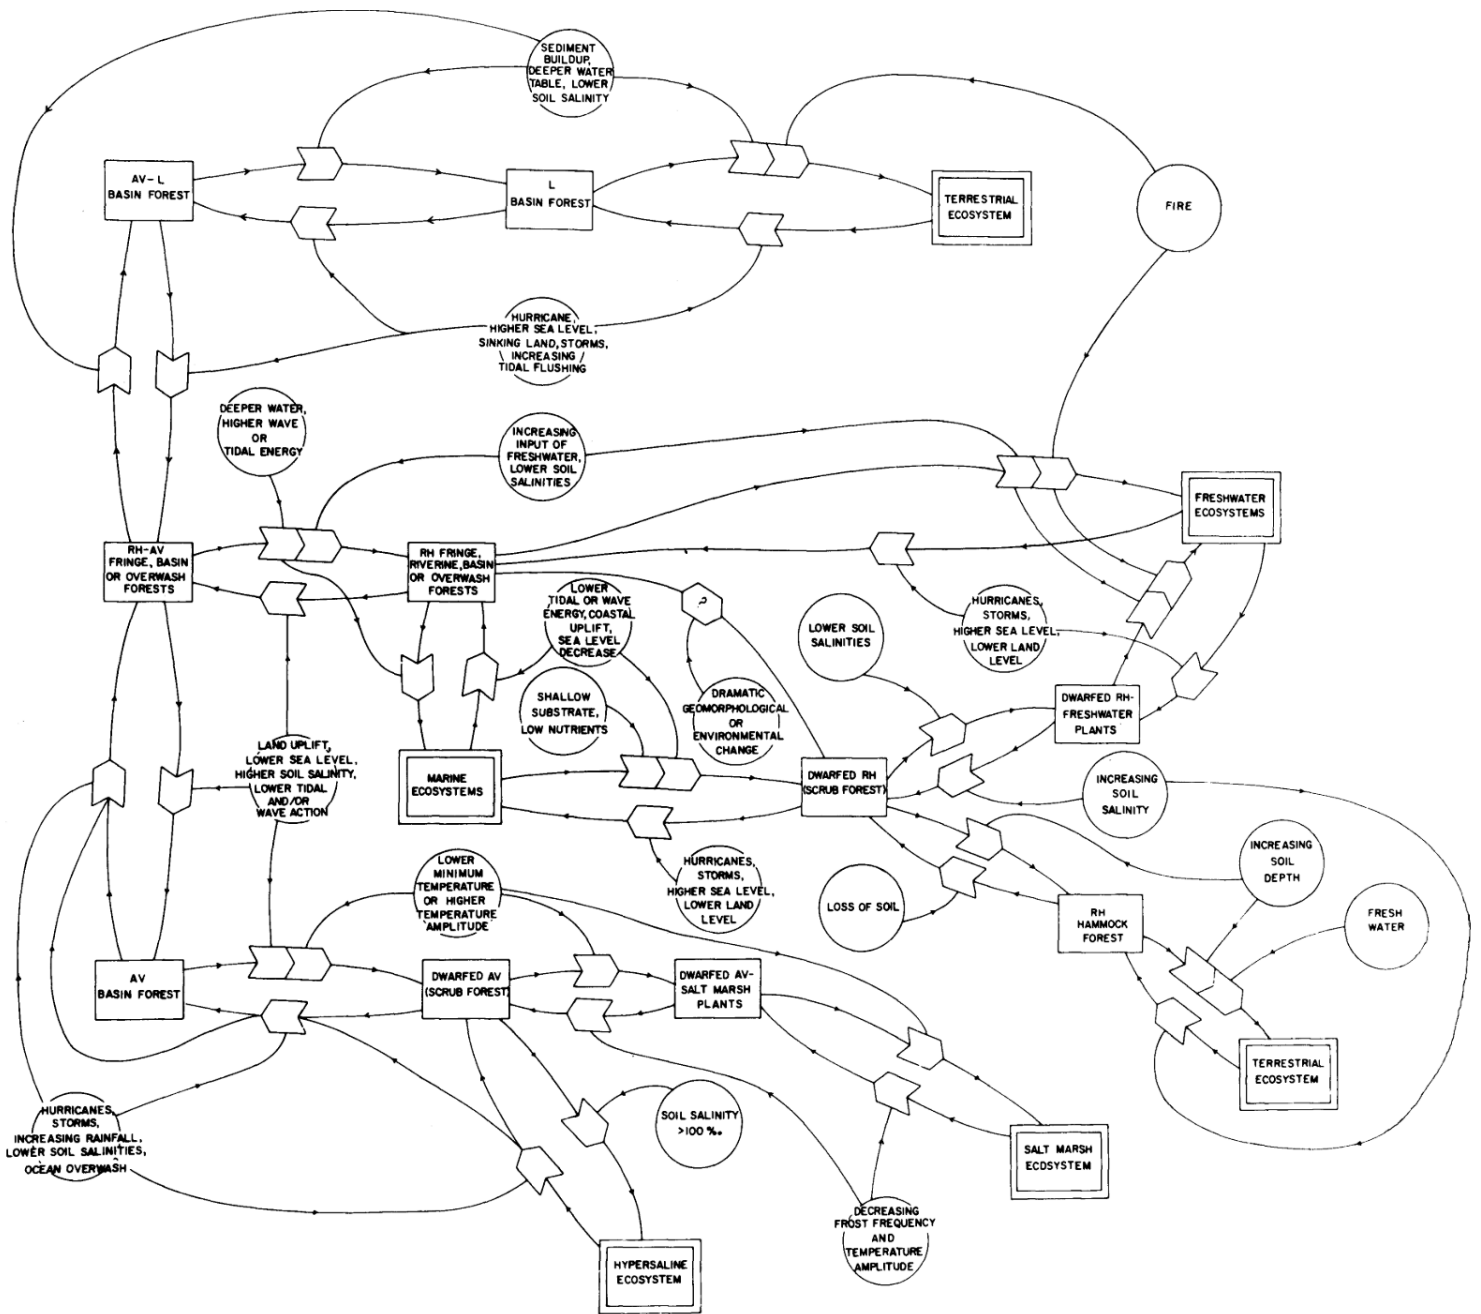 SEDIMENT
BUILDUP,
DEEPER WATER
TABLE, LOWER
SOIL SALINITY
AV-L
BASIN FOREST
L
BASIN FOREST
TERRESTRIAL
ECOSYSTEM
FIRE
HURRICANE,
HIGHER SEA LEVEL,
SINKING LAND, STORMS,
INCREASING
TIDAL FLUSHING
DEEPER WATER,
HIGHER WAVE
OR
TIDAL ENERGY
INCREASING
INPUT OF
FRESHWATER,
LOWER SOIL
SALINITIES
FRESHWATER
ECOSYSTEMS
RH-AV
FRINGE, BASIN
OR OVERWASH
FORESTS
RH FRINGE,
RIVERINE, BASIN
OR OVERWASH
FORESTS
LOWER
TIDAL OR WAVE
ENERGY, COASTAL
UPLIFT,
SEA LEVEL
DECREASE
?
LOWER SOIL
SALINITIES
HURRICANES,
STORMS,
HIGHER SEA LEVEL,
LOWER LAND
LEVEL
SHALLOW
SUBSTRATE,
LOW NUTRIENTS
DRAMATIC
GEOMORPHOLOGICAL
OR
ENVIRONMENTAL
CHANGE
DWARFED RH-
FRESHWATER
PLANTS
LAND UPLIFT,
LOWER SEA LEVEL,
HIGHER SOIL SALINITY,
LOWER TIDAL
AND/OR
WAVE ACTION
MARINE
ECOSYSTEMS
DWARFED RH
(SCRUB FOREST)
INCREASING
SOIL
SALINITY
LOWER
MINIMUM
TEMPERATURE
OR HIGHER
TEMPERATURE
AMPLITUDE
HURRICANES,
STORMS,
HIGHER SEA LEVEL,
LOWER LAND
LEVEL
LOSS OF SOIL
INCREASING
SOIL
DEPTH
RH
HAMMOCK
FOREST
FRESH
WATER
AV
BASIN FOREST
DWARFED AV
(SCRUB FOREST)
DWARFED AV-
SALT MARSH
PLANTS
TERRESTRIAL
ECOSYSTEM
HURRICANES,
STORMS,
INCREASING RAINFALL,
LOWER SOIL SALINITIES,
OCEAN OVERWASH
SOIL SALINITY
>100 ‰
SALT MARSH
ECOSYSTEM
DECREASING
FROST FREQUENCY
AND
TEMPERATURE
AMPLITUDE
HYPERSALINE
ECOSYSTEM